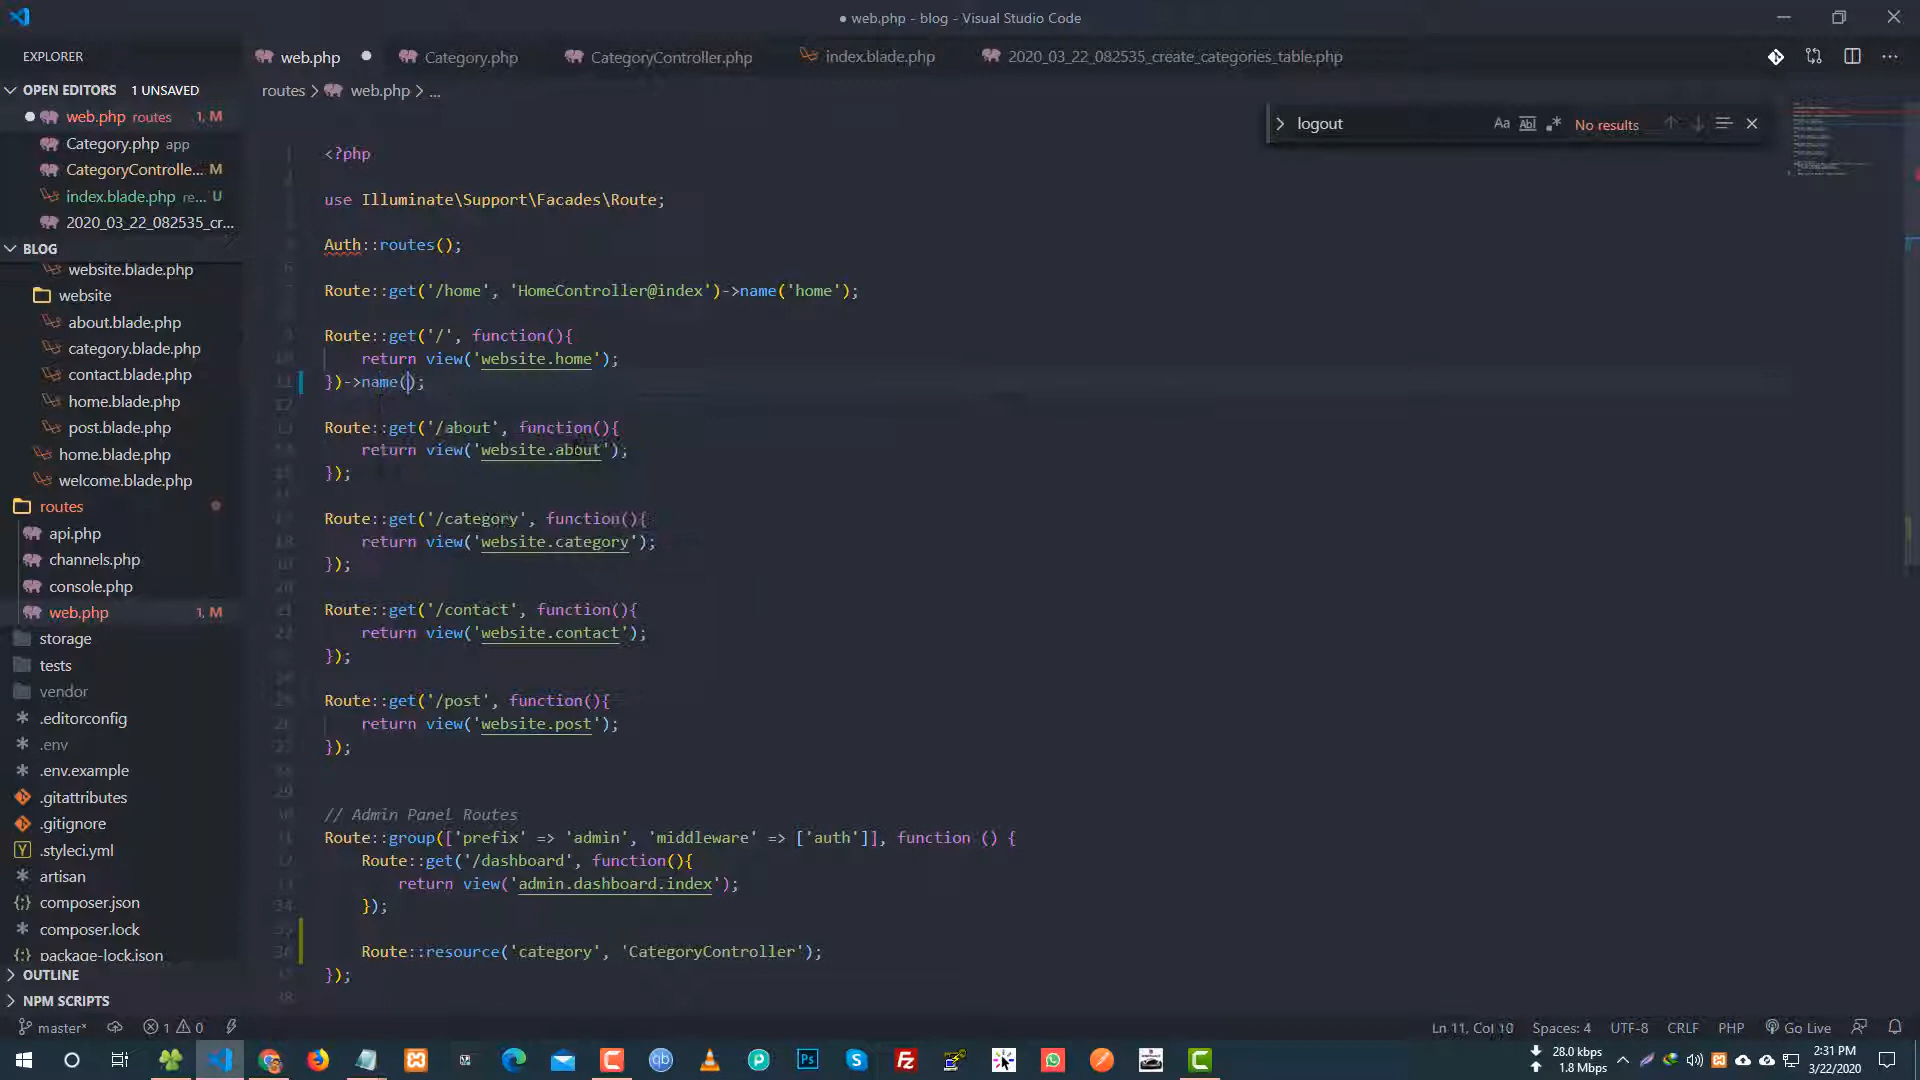 ● web.php - blog - Visual Studio Code
EXPLORER
web.php
Category.php
CategoryController.php
index.blade.php
2020_03_22_082535_create_categories_table.php
OPEN EDITORS 1 UNSAVED
web.php routes 1, M
Category.php app
CategoryControlle... M
index.blade.php re... U
2020_03_22_082535_cr...
BLOG
website.blade.php
website
about.blade.php
category.blade.php
contact.blade.php
home.blade.php
post.blade.php
home.blade.php
welcome.blade.php
routes
api.php
channels.php
console.php
web.php 1, M
storage
tests
vendor
.editorconfig
.env
.env.example
.gitattributes
.gitignore
.styleci.yml
artisan
composer.json
composer.lock
package-lock.json
OUTLINE
NPM SCRIPTS
routes > web.php > ...
logout Aa Abl .* No results
<?php
use Illuminate\Support\Facades\Route;
Auth::routes();
Route::get('/home', 'HomeController@index')->name('home');
Route::get('/', function(){
return view('website.home');
})->name();
Route::get('/about', function(){
return view('website.about');
});
Route::get('/category', function(){
return view('website.category');
});
Route::get('/contact', function(){
return view('website.contact');
});
Route::get('/post', function(){
return view('website.post');
});
// Admin Panel Routes
Route::group(['prefix' => 'admin', 'middleware' => ['auth']], function () {
Route::get('/dashboard', function(){
return view('admin.dashboard.index');
});
Route::resource('category', 'CategoryController');
});
master* 1 0
Ln 11, Col 10 Spaces: 4 UTF-8 CRLF PHP Go Live
28.0 kbps
1.8 Mbps
2:31 PM
3/22/2020